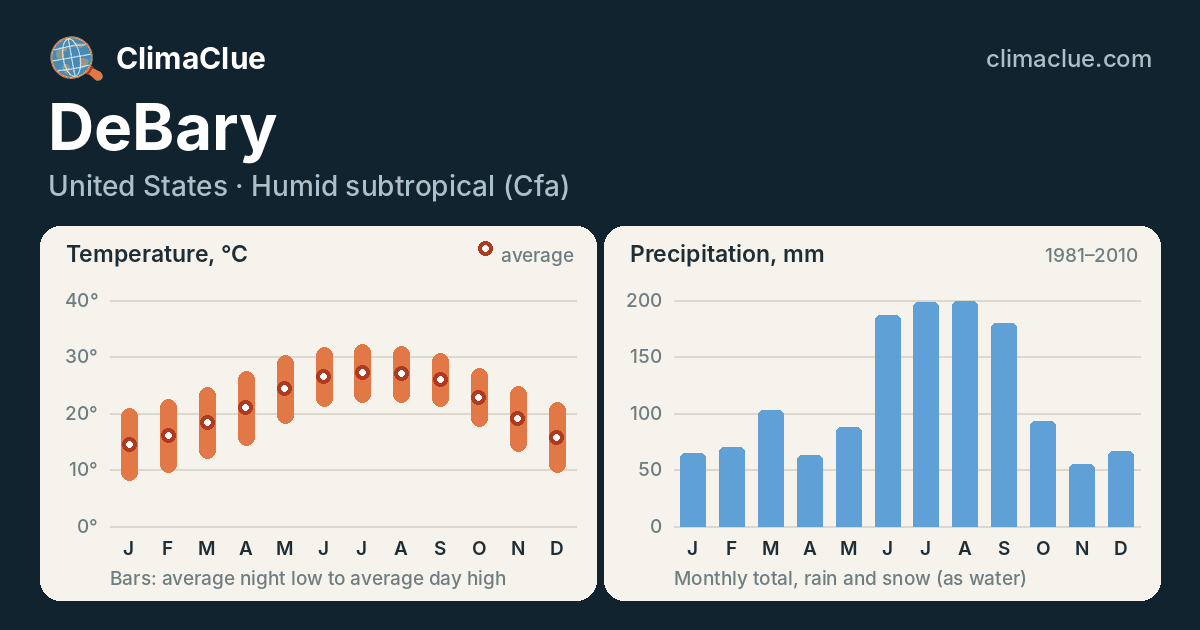 ClimaClue
climaclue.com
DeBary
United States · Humid subtropical (Cfa)
Temperature, °C
average
40°
30°
20°
10°
0°
J F M A M J J A S O N D
Bars: average night low to average day high
Precipitation, mm
1981–2010
200
150
100
50
0
J F M A M J J A S O N D
Monthly total, rain and snow (as water)